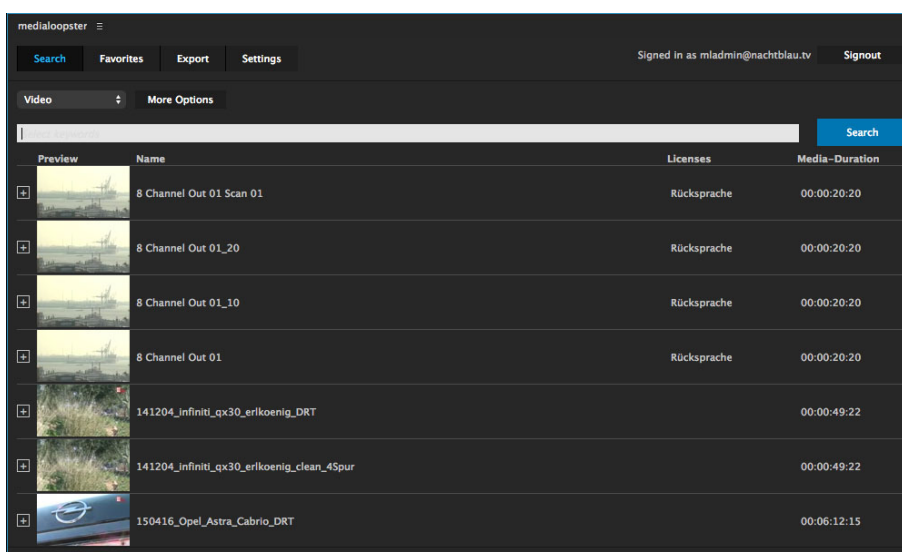 medialoopster
Search Favorites Export Settings Signed in as mladmin@nachtblau.tv Signout
Video More Options
Search
Preview Name Licenses Media-Duration
8 Channel Out 01 Scan 01 Rücksprache 00:00:20:20
8 Channel Out 01_20 Rücksprache 00:00:20:20
8 Channel Out 01_10 Rücksprache 00:00:20:20
8 Channel Out 01 Rücksprache 00:00:20:20
141204_infiniti_qx30_erlkoenig_DRT 00:00:49:22
141204_infiniti_qx30_erlkoenig_clean_4Spur 00:00:49:22
150416_Opel_Astra_Cabrio_DRT 00:06:12:15